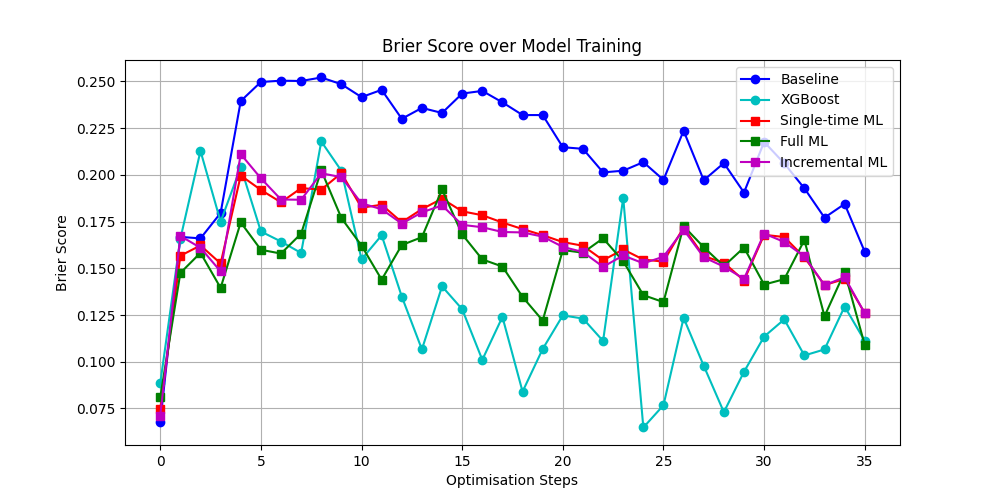 Brier Score over Model Training
Brier Score
0.250
0.225
0.200
0.175
0.150
0.125
0.100
0.075
Baseline
XGBoost
Single-time ML
Full ML
Incremental ML
0 5 10 15 20 25 30 35
Optimisation Steps